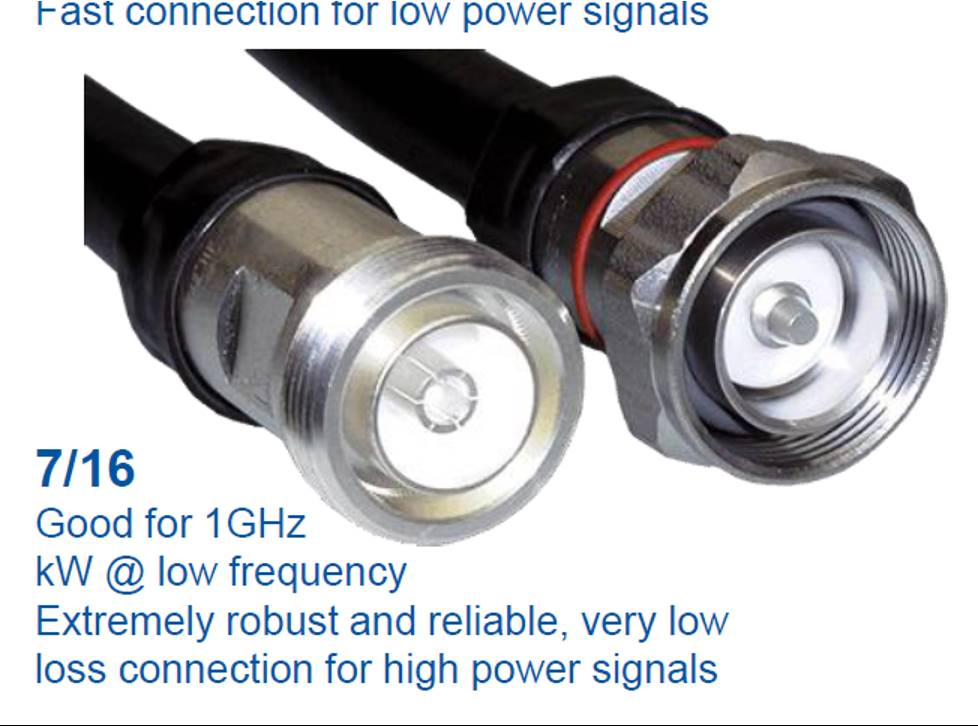 Fast connection for low power signals
7/16
Good for 1GHz
kW @ low frequency
Extremely robust and reliable, very low
loss connection for high power signals